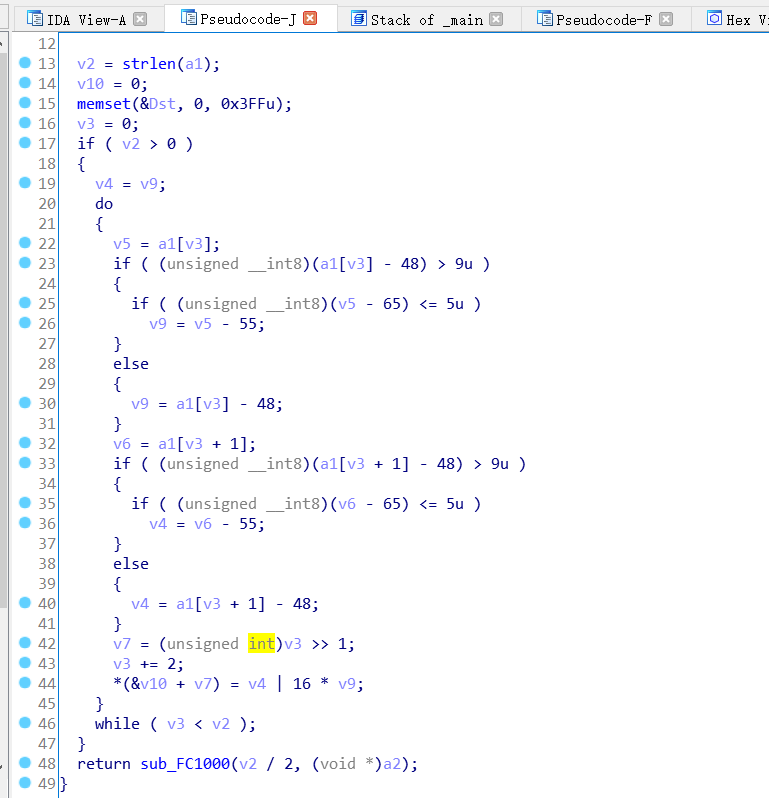 IDA View-A Pseudocode-J Stack of _main Pseudocode-F Hex V
12
13 v2 = strlen(a1);
14 v10 = 0;
15 memset(&Dst, 0, 0x3FFu);
16 v3 = 0;
17 if ( v2 > 0 )
18 {
19 v4 = v9;
20 do
21 {
22 v5 = a1[v3];
23 if ( (unsigned __int8)(a1[v3] - 48) > 9u )
24 {
25 if ( (unsigned __int8)(v5 - 65) <= 5u )
26 v9 = v5 - 55;
27 }
28 else
29 {
30 v9 = a1[v3] - 48;
31 }
32 v6 = a1[v3 + 1];
33 if ( (unsigned __int8)(a1[v3 + 1] - 48) > 9u )
34 {
35 if ( (unsigned __int8)(v6 - 65) <= 5u )
36 v4 = v6 - 55;
37 }
38 else
39 {
40 v4 = a1[v3 + 1] - 48;
41 }
42 v7 = (unsigned int)v3 >> 1;
43 v3 += 2;
44 *(&v10 + v7) = v4 | 16 * v9;
45 }
46 while ( v3 < v2 );
47 }
48 return sub_FC1000(v2 / 2, (void *)a2);
49 }